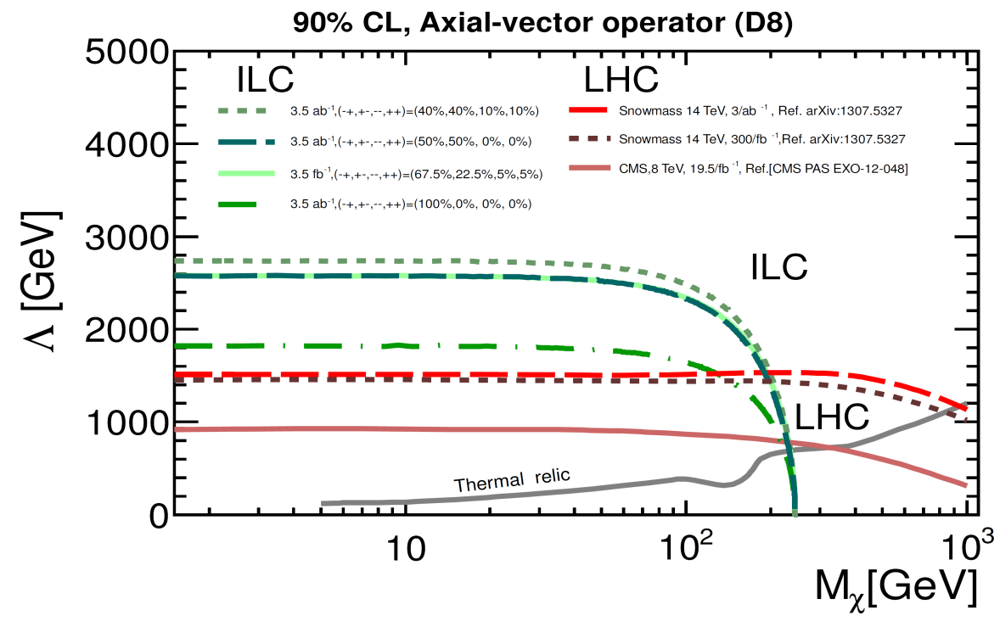 90% CL, Axial-vector operator (D8)
5000
4000
3000
2000
1000
0
Λ [GeV]
ILC
3.5 ab⁻¹,(-+,+-,--,++)=(40%,40%,10%,10%)
3.5 ab⁻¹,(-+,+-,--,++)=(50%,50%, 0%, 0%)
3.5 fb⁻¹,(-+,+-,--,++)=(67.5%,22.5%,5%,5%)
3.5 ab⁻¹,(-+,+-,--,++)=(100%,0%, 0%, 0%)
LHC
Snowmass 14 TeV, 3/ab ⁻¹ , Ref. arXiv:1307.5327
Snowmass 14 TeV, 300/fb ⁻¹,Ref. arXiv:1307.5327
CMS,8 TeV, 19.5/fb⁻¹, Ref.[CMS PAS EXO-12-048]
ILC
LHC
Thermal relic
10
10²
10³
Mᵪ[GeV]